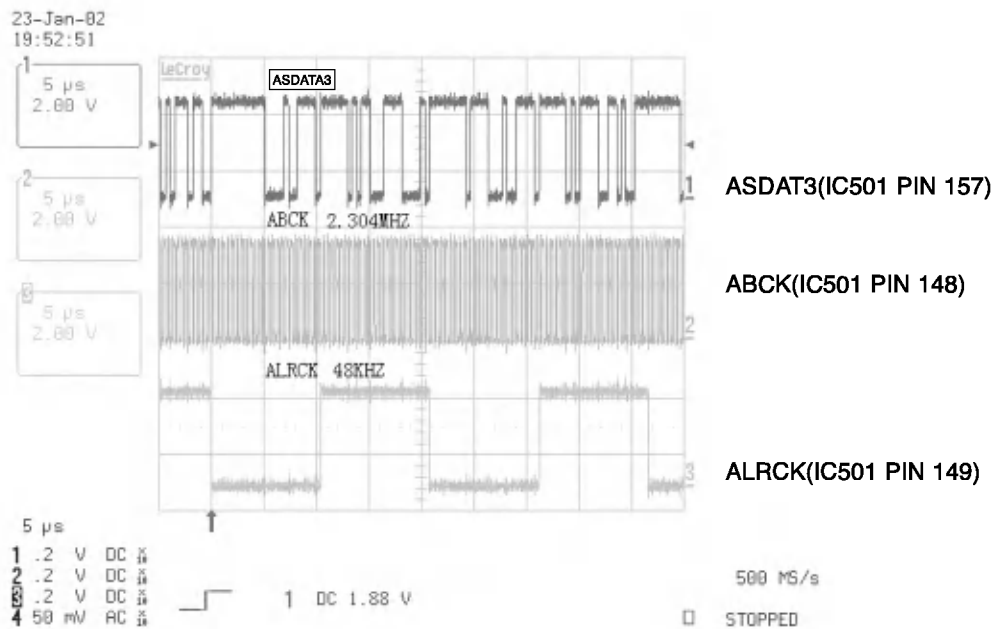 23-Jan-02
19:52:51
LeCroy
1
5 µs
2.00 V
2
5 µs
2.00 V
3
5 µs
2.00 V
ASDATA3
1
ASDAT3(IC501 PIN 157)
ABCK 2.304MHZ
ABCK(IC501 PIN 148)
2
ALRCK 48KHZ
3
ALRCK(IC501 PIN 149)
5 µs
1 .2 V DC
2 .2 V DC
3 .2 V DC
4 50 mV AC
1 DC 1.88 V
500 MS/s
STOPPED